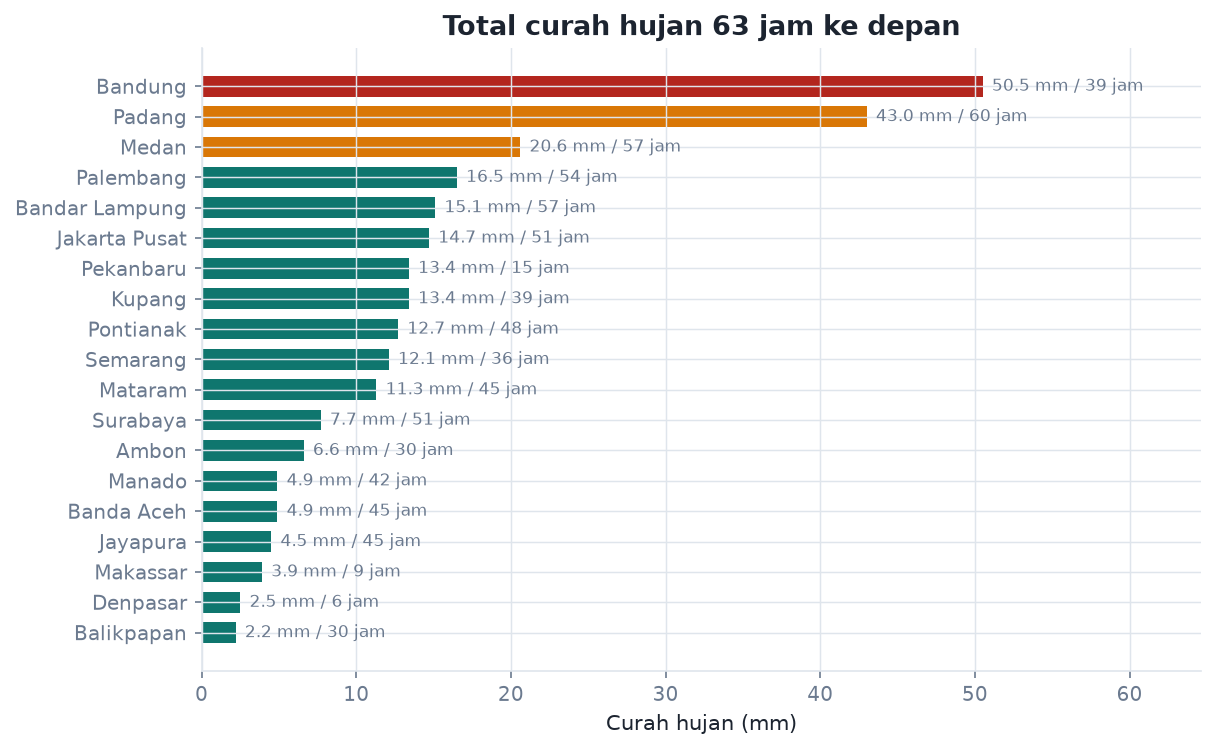 Total curah hujan 63 jam ke depan
Bandung 50.5 mm / 39 jam
Padang 43.0 mm / 60 jam
Medan 20.6 mm / 57 jam
Palembang 16.5 mm / 54 jam
Bandar Lampung 15.1 mm / 57 jam
Jakarta Pusat 14.7 mm / 51 jam
Pekanbaru 13.4 mm / 15 jam
Kupang 13.4 mm / 39 jam
Pontianak 12.7 mm / 48 jam
Semarang 12.1 mm / 36 jam
Mataram 11.3 mm / 45 jam
Surabaya 7.7 mm / 51 jam
Ambon 6.6 mm / 30 jam
Manado 4.9 mm / 42 jam
Banda Aceh 4.9 mm / 45 jam
Jayapura 4.5 mm / 45 jam
Makassar 3.9 mm / 9 jam
Denpasar 2.5 mm / 6 jam
Balikpapan 2.2 mm / 30 jam
0 10 20 30 40 50 60
Curah hujan (mm)